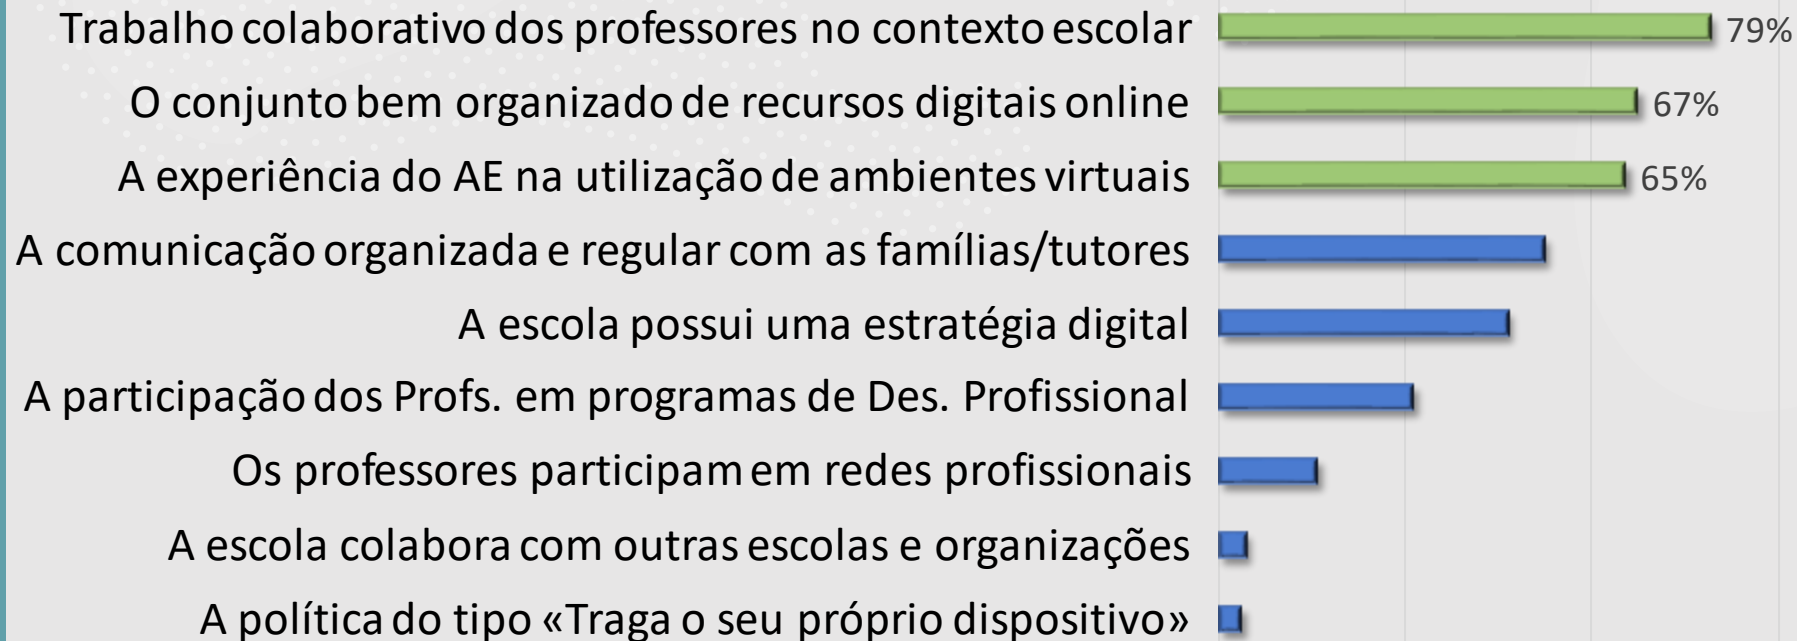 Trabalho colaborativo dos professores no contexto escolar 79%
O conjunto bem organizado de recursos digitais online 67%
A experiência do AE na utilização de ambientes virtuais 65%
A comunicação organizada e regular com as famílias/tutores
A escola possui uma estratégia digital
A participação dos Profs. em programas de Des. Profissional
Os professores participam em redes profissionais
A escola colabora com outras escolas e organizações
A política do tipo «Traga o seu próprio dispositivo»